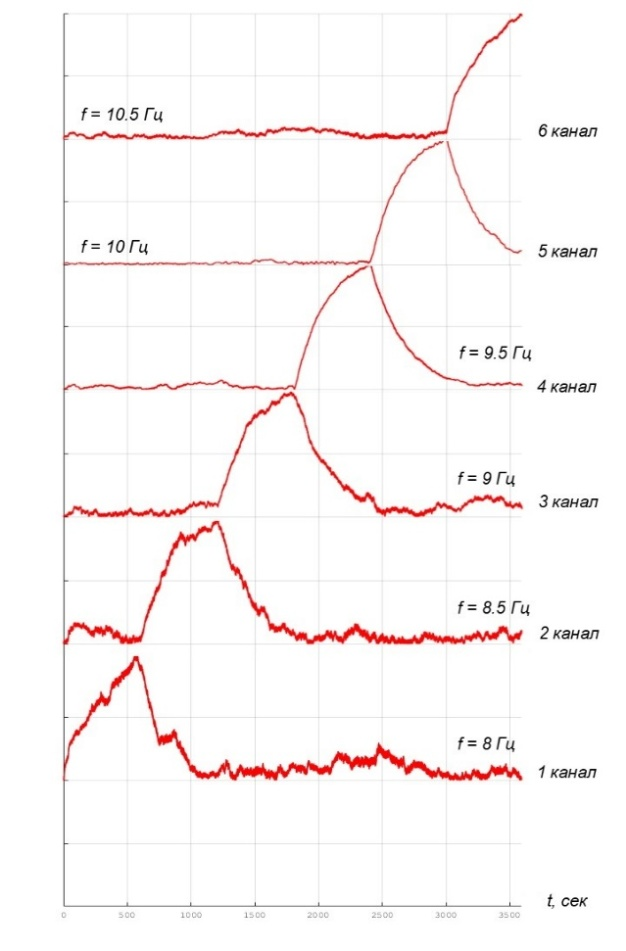 f = 10.5 Гц
6 канал
f = 10 Гц
5 канал
f = 9.5 Гц
4 канал
f = 9 Гц
3 канал
f = 8.5 Гц
2 канал
f = 8 Гц
1 канал
t, сек
0 500 1000 1500 2000 2500 3000 3500